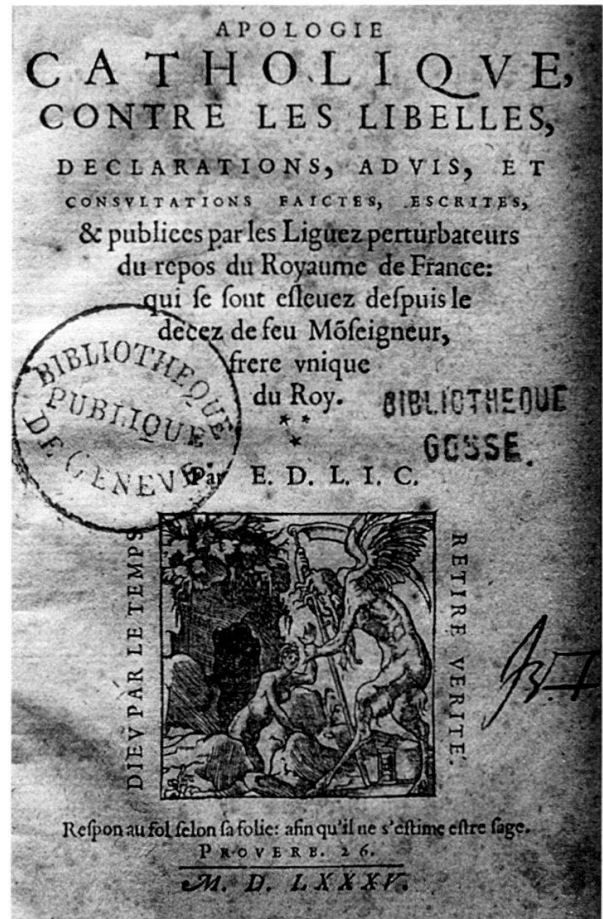 APOLOGIE
CATHOLIQVE,
CONTRE LES LIBELLES,
DECLARATIONS, ADVIS, ET
CONSVLTATIONS FAICTES, ESCRITES,
& publiees par les Liguez perturbateurs
du repos du Royaume de France:
qui se sont esleuez despuis le
decez de feu Mõseigneur,
frere vnique
du Roy.
BIBLIOTHEQUE
PUBLIQUE
DE GENEVE
BIBLIOTHEQUE
GOSSE.
Par E. D. L. I. C.
DIEV PAR LE TEMPS
RETIRE VERITE.
Respon au fol selon sa folie: afin qu'il ne s'estime estre sage.
PROVERB. 26.
M. D. LXXXV.